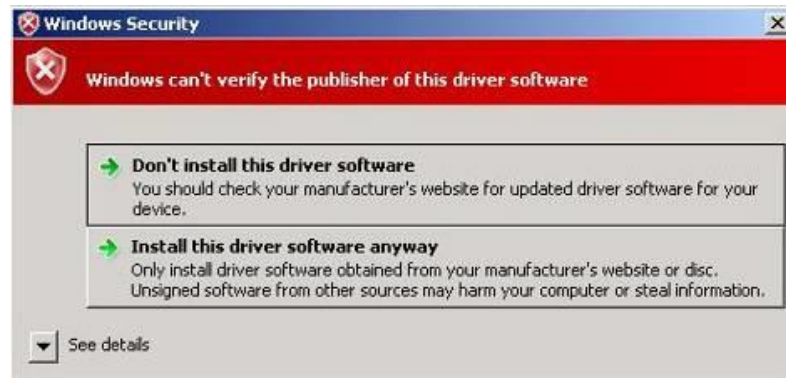 Windows Security
Windows can't verify the publisher of this driver software
Don't install this driver software
You should check your manufacturer's website for updated driver software for your
device.
Install this driver software anyway
Only install driver software obtained from your manufacturer's website or disc.
Unsigned software from other sources may harm your computer or steal information.
See details